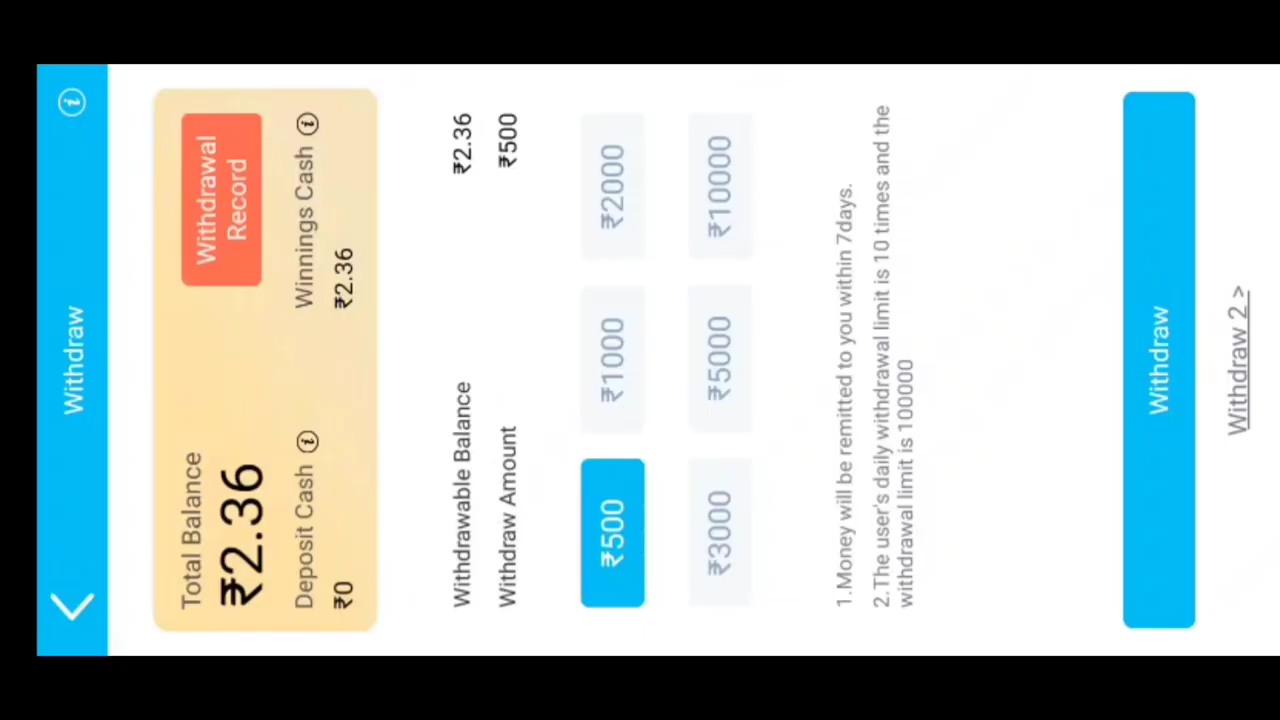 Withdraw
Total Balance
₹2.36
Withdrawal
Record
Deposit Cash
Winnings Cash
₹0
₹2.36
Withdrawable Balance ₹2.36
Withdraw Amount ₹500
₹500 ₹1000 ₹2000
₹3000 ₹5000 ₹10000
1.Money will be remitted to you within 7days.
2.The user's daily withdrawal limit is 10 times and the
withdrawal limit is 100000
Withdraw
Withdraw 2 >